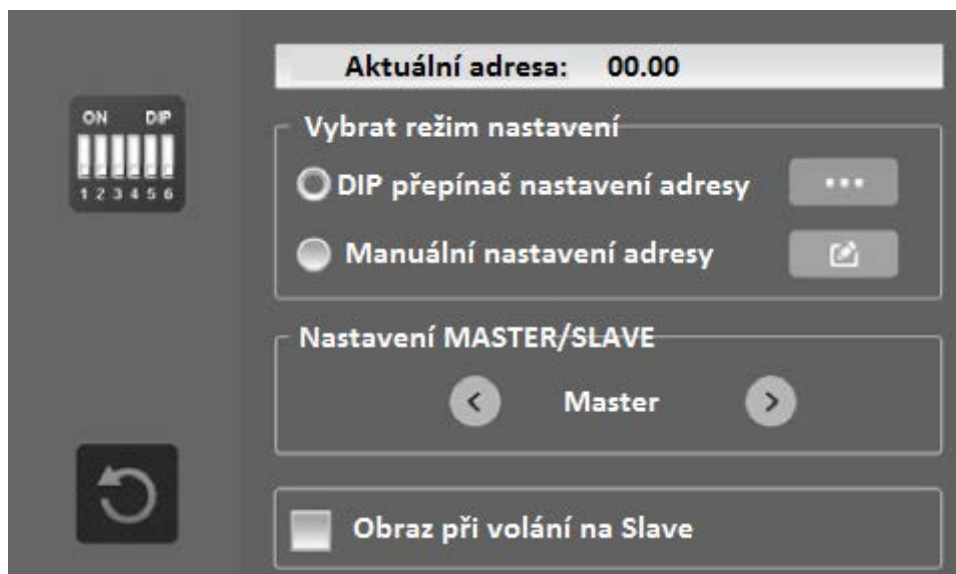 Aktuální adresa: 00.00
ON DIP
1 2 3 4 5 6
Vybrat režim nastavení
DIP přepínač nastavení adresy
Manuální nastavení adresy
Nastavení MASTER/SLAVE
Master
Obraz při volání na Slave